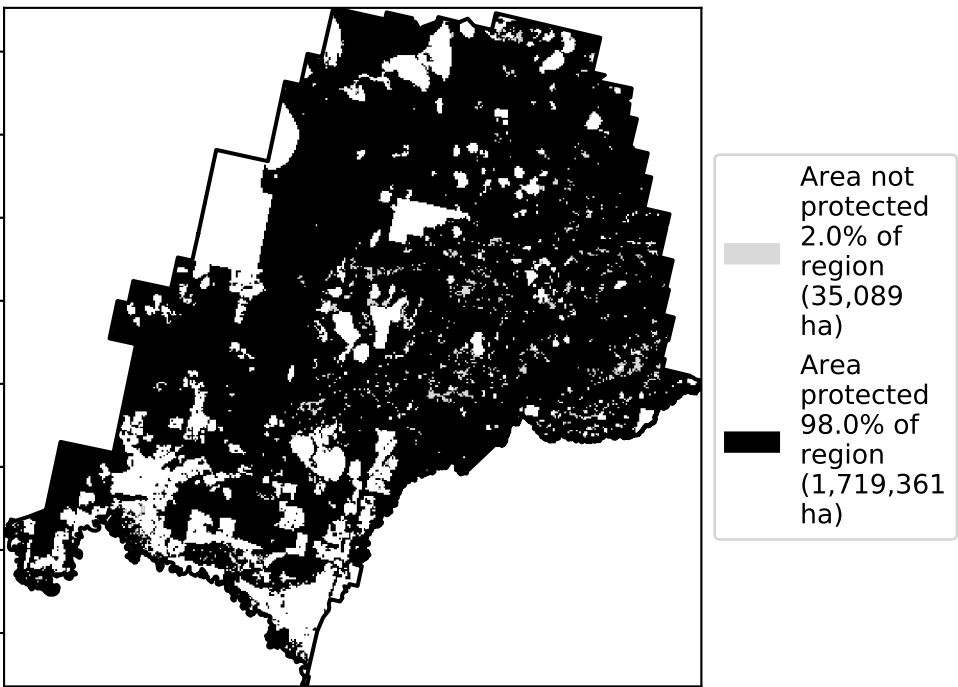 Area not
protected
2.0% of
region
(35,089
ha)
Area
protected
98.0% of
region
(1,719,361
ha)